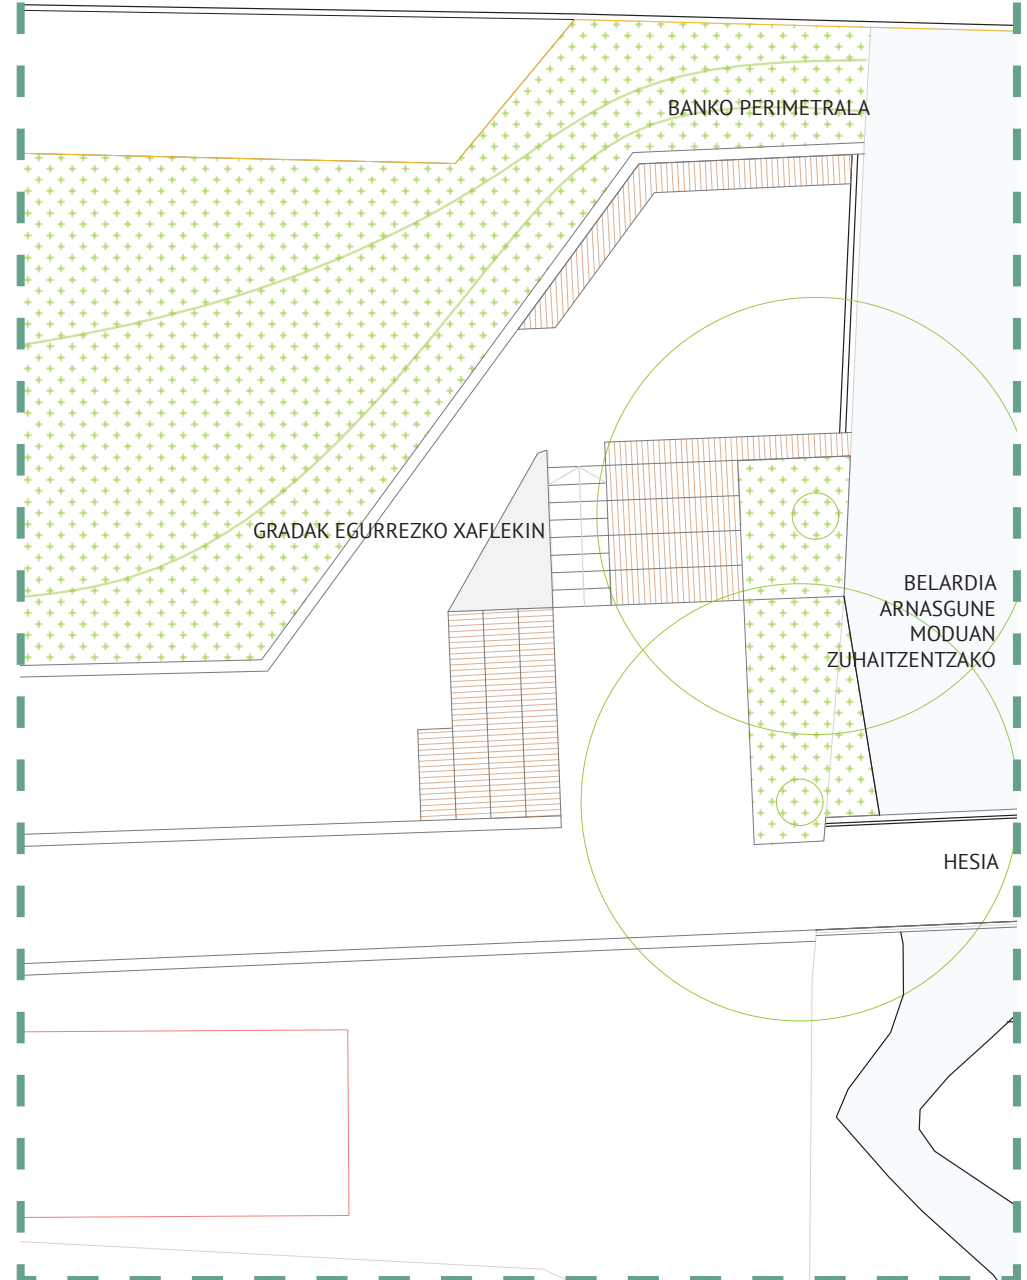 BANKO PERIMETRALA
GRADAK EGURREZKO XAFLEKIN
BELARDIA
ARNASGUNE
MODUAN
ZUHAITZENTZAKO
HESIA